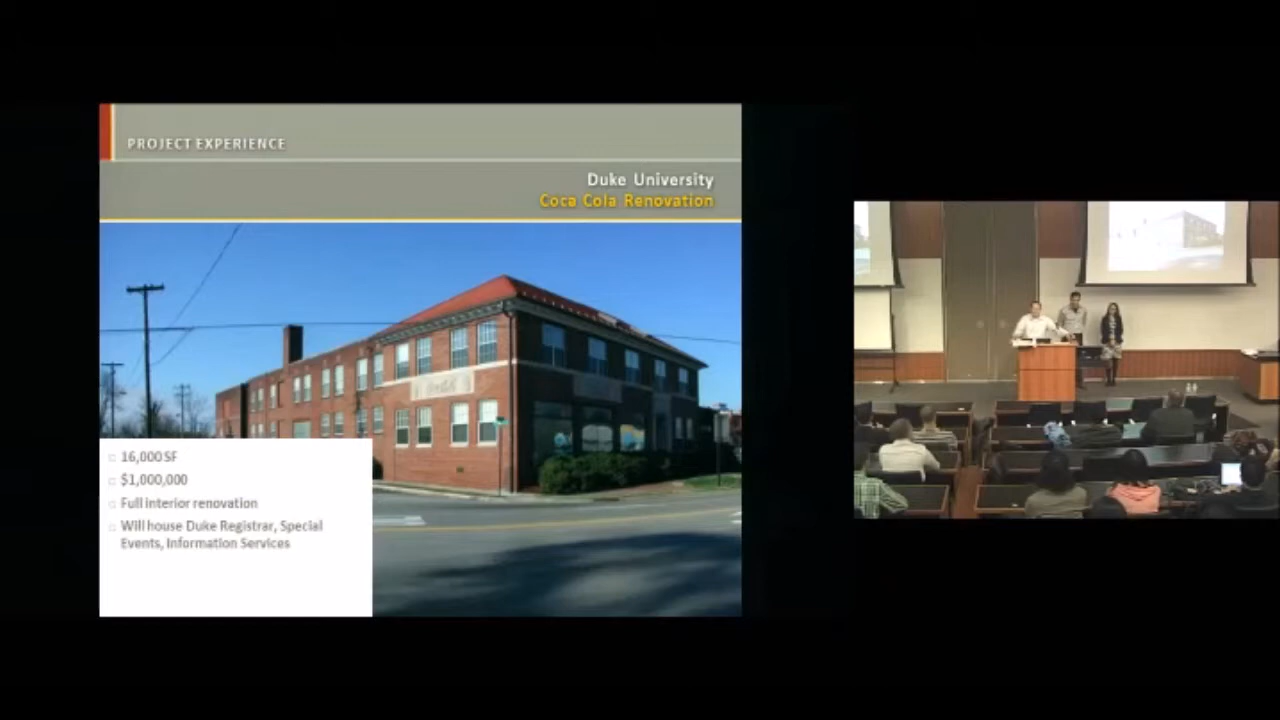 PROJECT EXPERIENCE
Duke University
Coca Cola Renovation
16,000 SF
$1,000,000
Full interior renovation
Will house Duke Registrar, Special
Events, Information Services